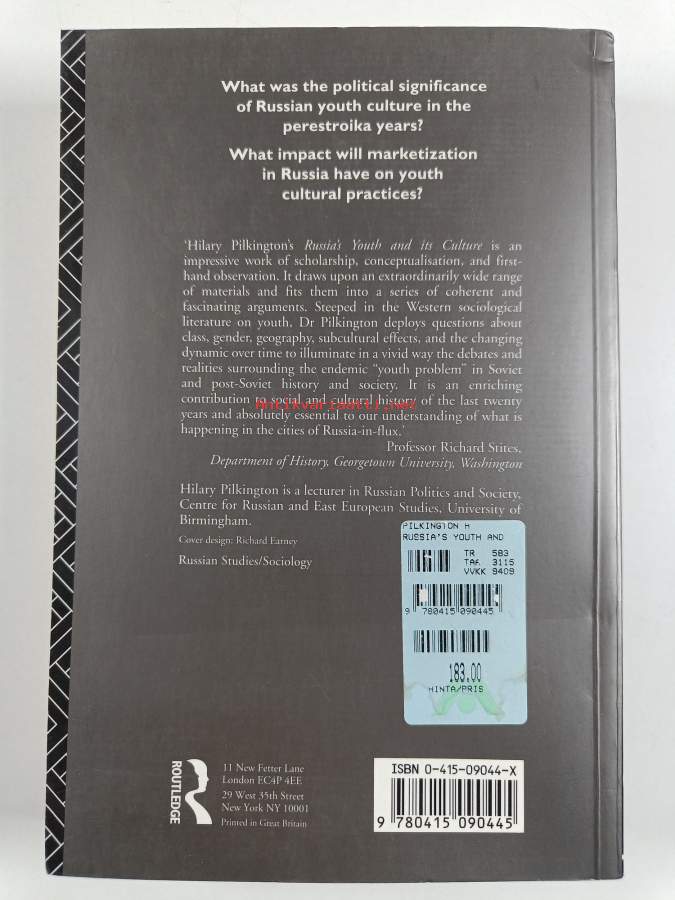 What was the political significance
of Russian youth culture in the
perestroika years?
What impact will marketization
in Russia have on youth
cultural practices?
'Hilary Pilkington's Russia's Youth and its Culture is an
impressive work of scholarship, conceptualisation, and first-
hand observation. It draws upon an extraordinarily wide range
of materials and fits them into a series of coherent and
fascinating arguments. Steeped in the Western sociological
literature on youth. Dr Pilkington deploys questions about
class, gender, geography, subcultural effects, and the changing
dynamic over time to illuminate in a vivid way the debates and
realities surrounding the endemic "youth problem" in Soviet
and post-Soviet history and society. It is an enriching
contribution to social and cultural history of the last twenty
years and absolutely essential to our understanding of what is
happening in the cities of Russia-in-flux.'
Professor Richard Stites,
Department of History, Georgetown University, Washington
Hilary Pilkington is a lecturer in Russian Politics and Society,
Centre for Russian and East European Studies, University of
Birmingham.
Cover design: Richard Earney
Russian Studies/Sociology
antikvariaatti.net
PILKINGTON H
RUSSIA'S YOUTH AND
TR 583
TAF. 3115
VVKK 9409
9 780415 090445
183.00
HINTA/PRIS
ROUTLEDGE
11 New Fetter Lane
London EC4P 4EE
29 West 35th Street
New York NY 10001
Printed in Great Britain
ISBN 0-415-09044-X
9 780415 090445